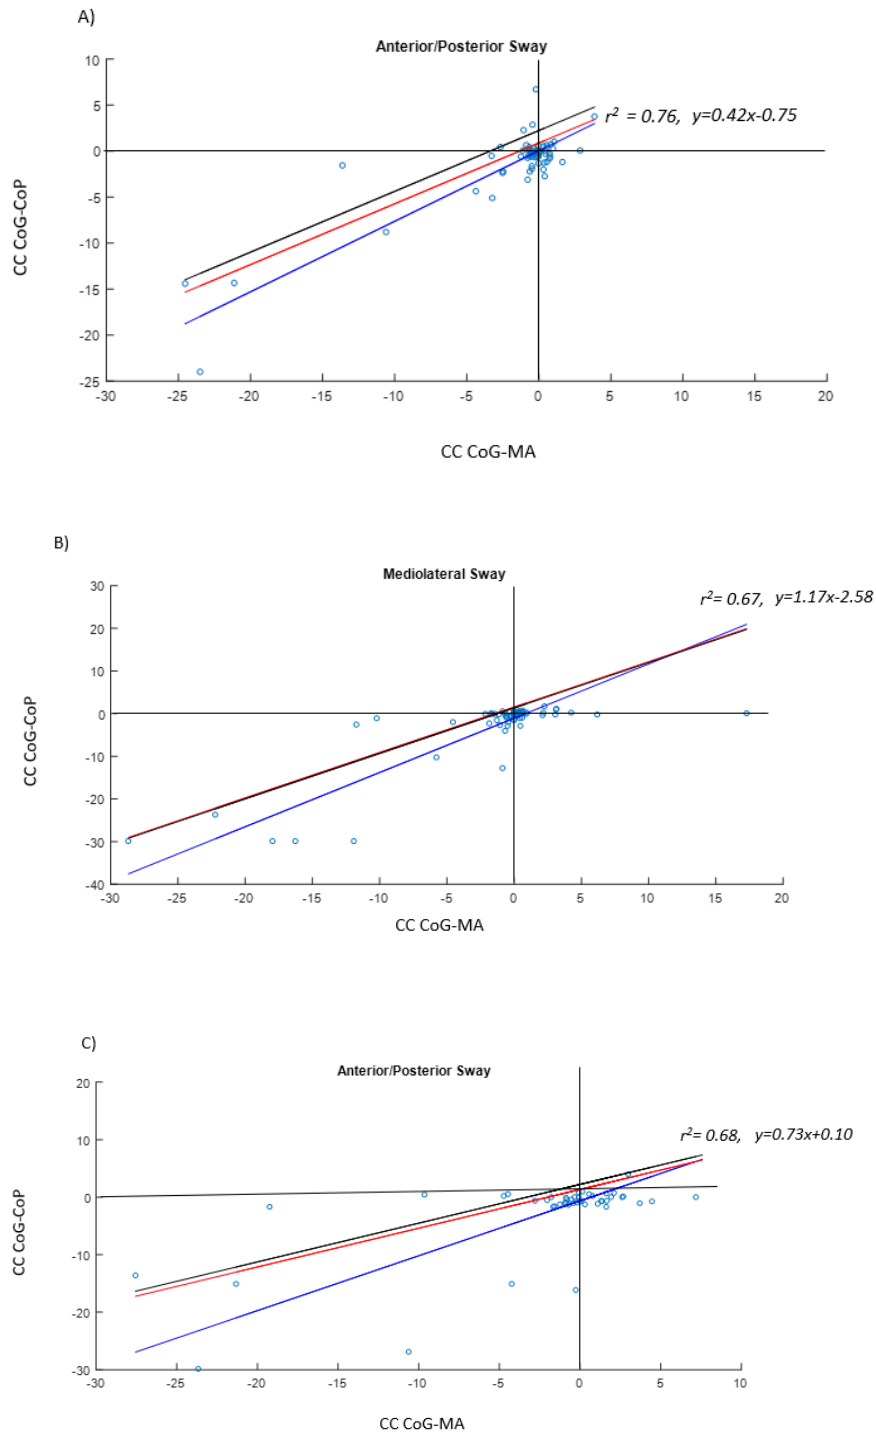 A)
Anterior/Posterior Sway
10
5
0
-5
-10
-15
-20
-25
r² = 0.76, y=0.42x-0.75
CC CoG-CoP
-30 -25 -20 -15 -10 -5 0 5 10 15 20
CC CoG-MA
B)
Mediolateral Sway
30
20
10
0
-10
-20
-30
-40
r²= 0.67, y=1.17x-2.58
CC CoG-CoP
-30 -25 -20 -15 -10 -5 0 5 10 15 20
CC CoG-MA
C)
Anterior/Posterior Sway
20
10
0
-10
-20
-30
r²= 0.68, y=0.73x+0.10
CC CoG-CoP
-30 -25 -20 -15 -10 -5 0 5 10
CC CoG-MA